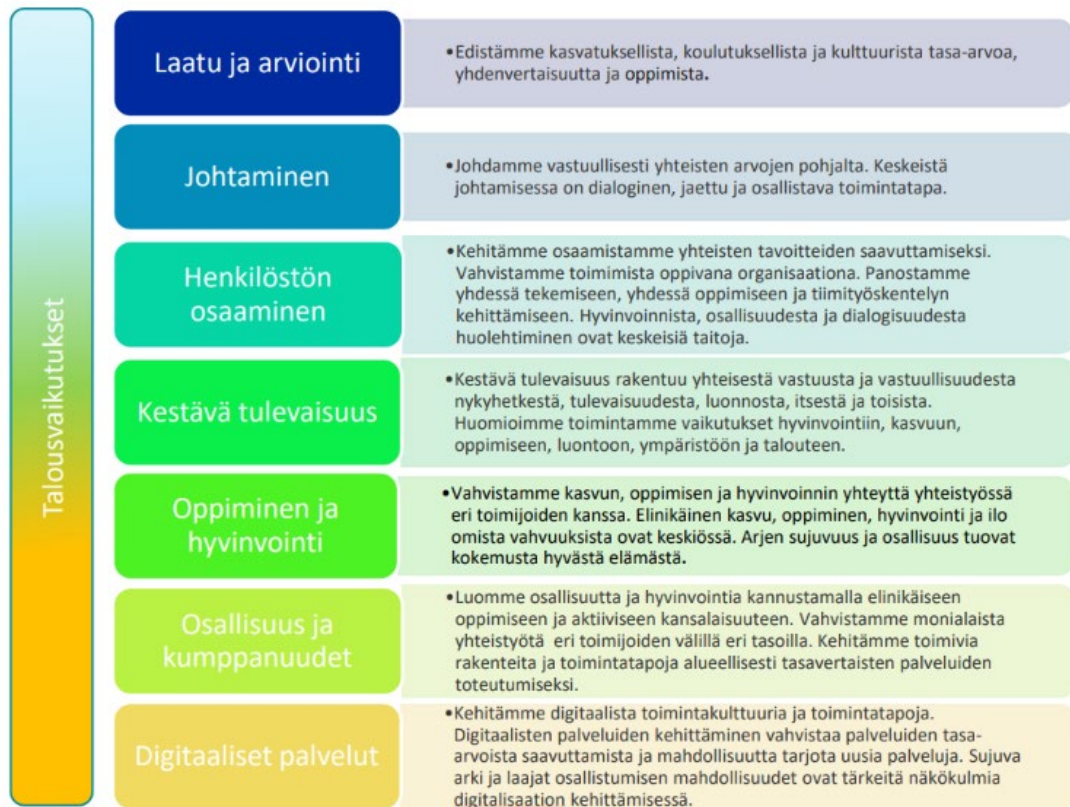 Talousvaikutukset
Laatu ja arviointi
•Edistämme kasvatuksellista, koulutuksellista ja kulttuurista tasa-arvoa,
yhdenvertaisuutta ja oppimista.
Johtaminen
•Johdamme vastuullisesti yhteisten arvojen pohjalta. Keskeistä
johtamisessa on dialoginen, jaettu ja osallistava toimintatapa.
Henkilöstön
osaaminen
•Kehitämme osaamistamme yhteisten tavoitteiden saavuttamiseksi.
Vahvistamme toimimista oppivana organisaationa. Panostamme
yhdessä tekemiseen, yhdessä oppimiseen ja tiimityöskentelyn
kehittämiseen. Hyvinvoinnista, osallisuudesta ja dialogisuudesta
huolehtiminen ovat keskeisiä taitoja.
Kestävä tulevaisuus
•Kestävä tulevaisuus rakentuu yhteisestä vastuusta ja vastuullisuudesta
nykyhetkestä, tulevaisuudesta, luonnosta, itsestä ja toisista.
Huomioimme toimintamme vaikutukset hyvinvointiin, kasvuun,
oppimiseen, luontoon, ympäristöön ja talouteen.
Oppiminen ja
hyvinvointi
•Vahvistamme kasvun, oppimisen ja hyvinvoinnin yhteyttä yhteistyössä
eri toimijoiden kanssa. Elinikäinen kasvu, oppiminen, hyvinvointi ja ilo
omista vahvuuksista ovat keskiössä. Arjen sujuvuus ja osallisuus tuovat
kokemusta hyvästä elämästä.
Osallisuus ja
kumppanuudet
•Luomme osallisuutta ja hyvinvointia kannustamalla elinikäiseen
oppimiseen ja aktiiviseen kansalaisuuteen. Vahvistamme monialaista
yhteistyötä eri toimijoiden välillä eri tasoilla. Kehitämme toimivia
rakenteita ja toimintatapoja alueellisesti tasavertaisten palveluiden
toteutumiseksi.
Digitaaliset palvelut
•Kehitämme digitaalista toimintakulttuuria ja toimintatapoja.
Digitaalisten palveluiden kehittäminen vahvistaa palveluiden tasa-
arvoista saavuttamista ja mahdollisuutta tarjota uusia palveluja. Sujuva
arki ja laajat osallistumisen mahdollisuudet ovat tärkeitä näkökulmia
digitalisaation kehittämisessä.